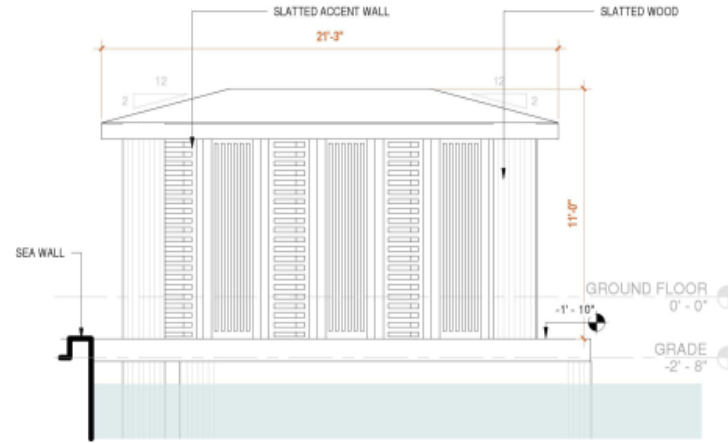 SLATTED ACCENT WALL
SLATTED WOOD
21'-3"
12
2
12
2
11'-0"
SEA WALL
GROUND FLOOR
0' - 0"
-1' - 10"
GRADE
-2' - 8"